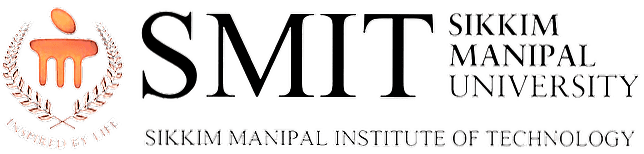 SMIT
SIKKIM
MANIPAL
UNIVERSITY
INSPIRED BY LIFE
SIKKIM MANIPAL INSTITUTE OF TECHNOLOGY